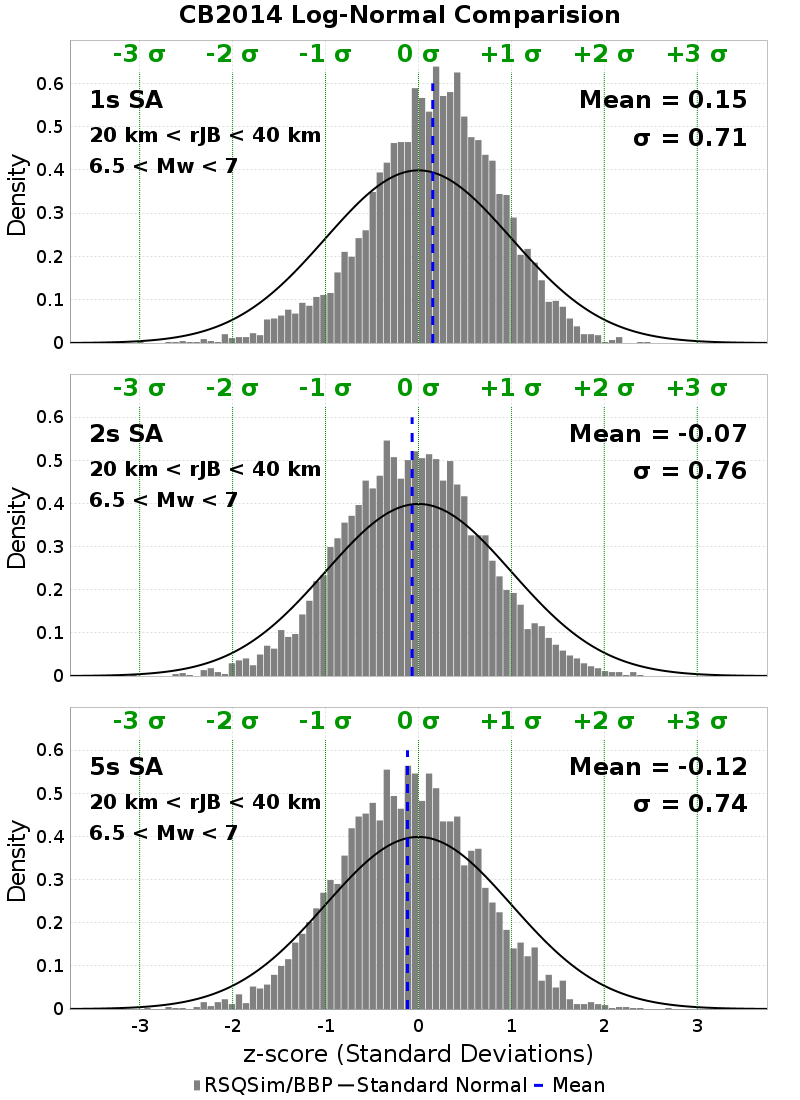 CB2014 Log-Normal Comparision
-3 σ -2 σ -1 σ 0 σ +1 σ +2 σ +3 σ
1s SA
Mean = 0.15
20 km < rJB < 40 km
σ = 0.71
6.5 < Mw < 7
Density
0.6
0.5
0.4
0.3
0.2
0.1
0
-3 σ -2 σ -1 σ 0 σ +1 σ +2 σ +3 σ
2s SA
Mean = -0.07
20 km < rJB < 40 km
σ = 0.76
6.5 < Mw < 7
Density
0.6
0.5
0.4
0.3
0.2
0.1
0
-3 σ -2 σ -1 σ 0 σ +1 σ +2 σ +3 σ
5s SA
Mean = -0.12
20 km < rJB < 40 km
σ = 0.74
6.5 < Mw < 7
Density
0.6
0.5
0.4
0.3
0.2
0.1
0
-3 -2 -1 0 1 2 3
z-score (Standard Deviations)
RSQSim/BBP Standard Normal Mean